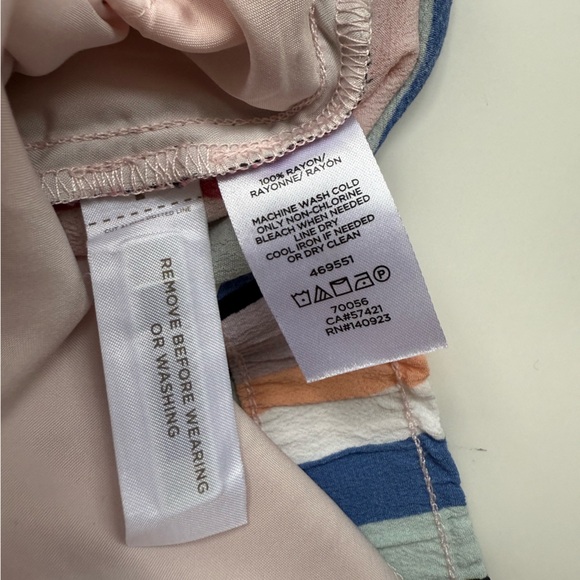 100% RAYON/
RAYONNE/ RAYÓN
MACHINE WASH COLD
ONLY NON-CHLORINE
BLEACH WHEN NEEDED
LINE DRY
COOL IRON IF NEEDED
OR DRY CLEAN
469551
P
70056
CA#57421
RN#140923
REMOVE BEFORE WEARING
OR WASHING